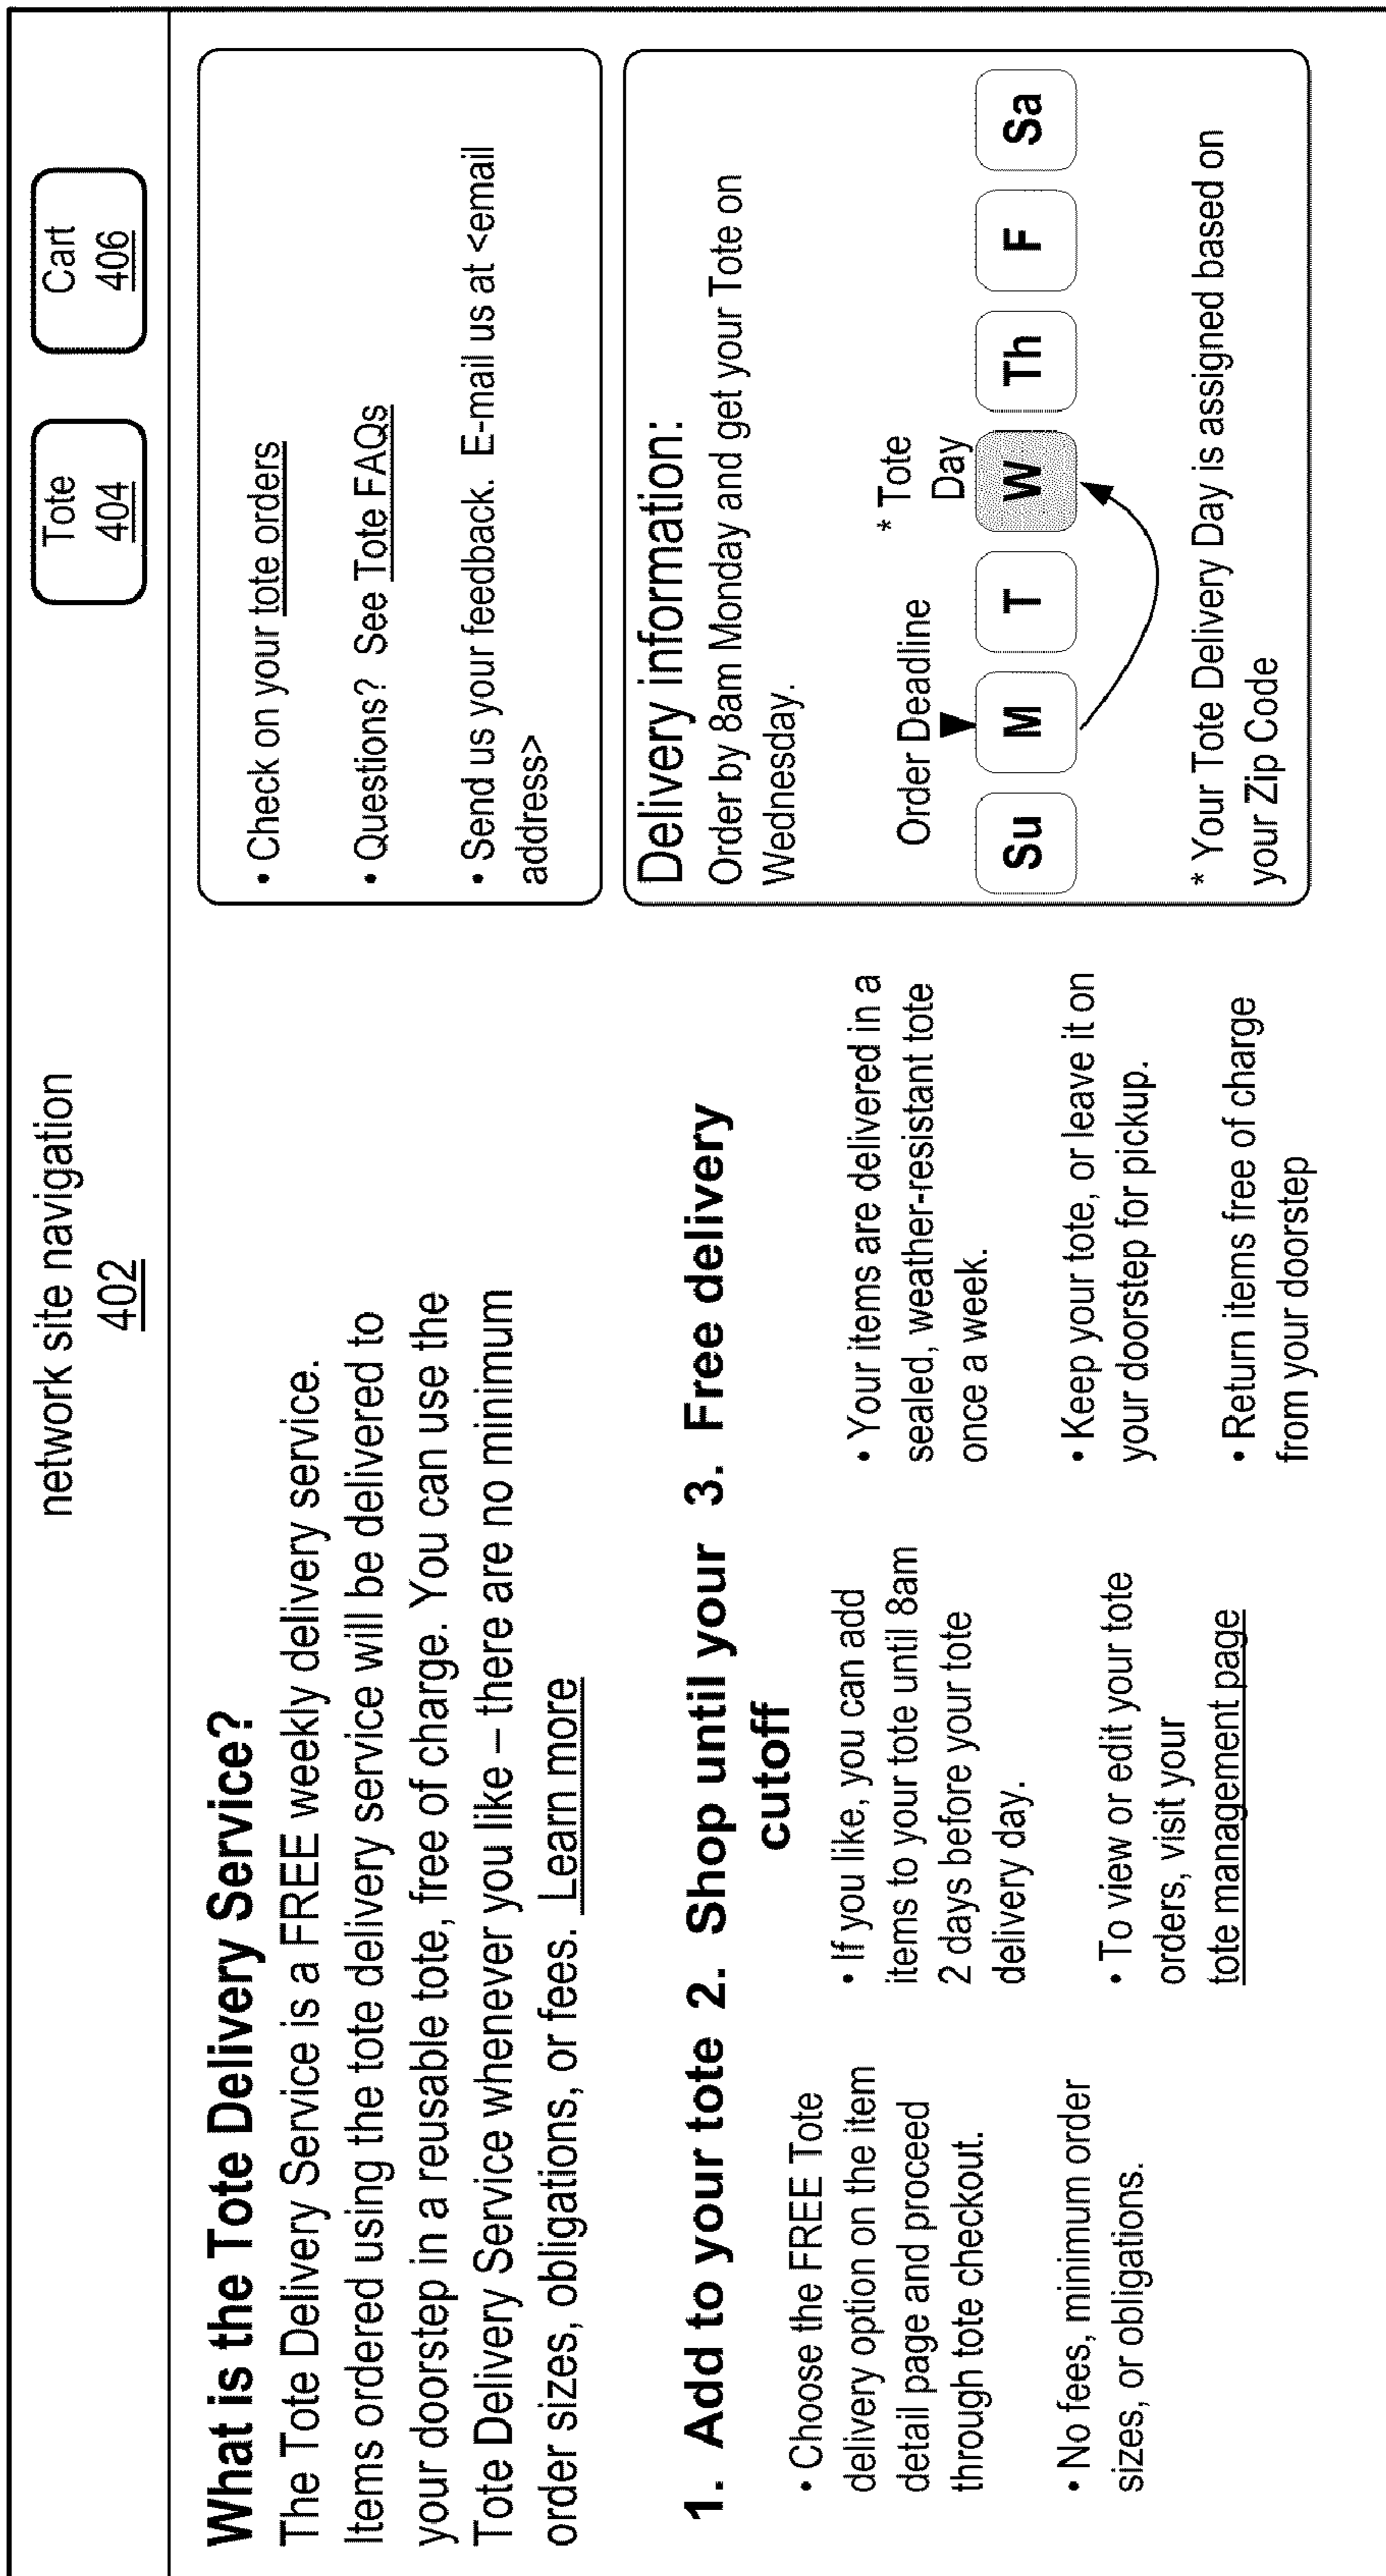 network site navigation
402
Tote
404
Cart
406
What is the Tote Delivery Service?
The Tote Delivery Service is a FREE weekly delivery service.
Items ordered using the tote delivery service will be delivered to
your doorstep in a reusable tote, free of charge. You can use the
Tote Delivery Service whenever you like – there are no minimum
order sizes, obligations, or fees. Learn more
1. Add to your tote
• Choose the FREE Tote
delivery option on the item
detail page and proceed
through tote checkout.
• No fees, minimum order
sizes, or obligations.
2. Shop until your
cutoff
• If you like, you can add
items to your tote until 8am
2 days before your tote
delivery day.
• To view or edit your tote
orders, visit your
tote management page
3. Free delivery
• Your items are delivered in a
sealed, weather-resistant tote
once a week.
• Keep your tote, or leave it on
your doorstep for pickup.
• Return items free of charge
from your doorstep
• Check on your tote orders
• Questions? See Tote FAQs
• Send us your feedback. E-mail us at <email
address>
Delivery information:
Order by 8am Monday and get your Tote on
Wednesday.
Order Deadline
* Tote
Day
Su M T W Th F Sa
* Your Tote Delivery Day is assigned based on
your Zip Code